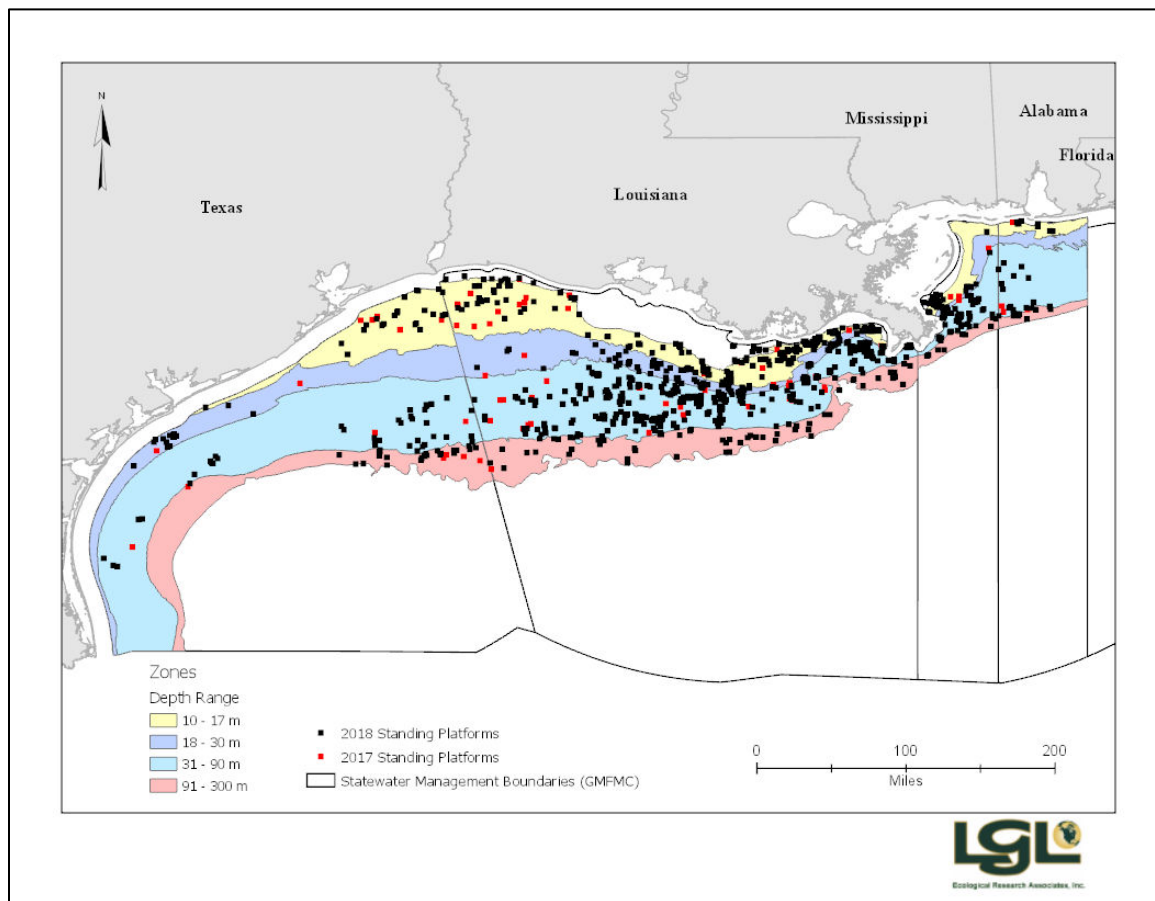 N
Mississippi
Alabama
Florida
Texas
Louisiana
Zones
Depth Range
10 - 17 m
18 - 30 m
31 - 90 m
91 - 300 m
2018 Standing Platforms
2017 Standing Platforms
Statewater Management Boundaries (GMFMC)
0 100 200
Miles
LGL
Ecological Research Associates, Inc.